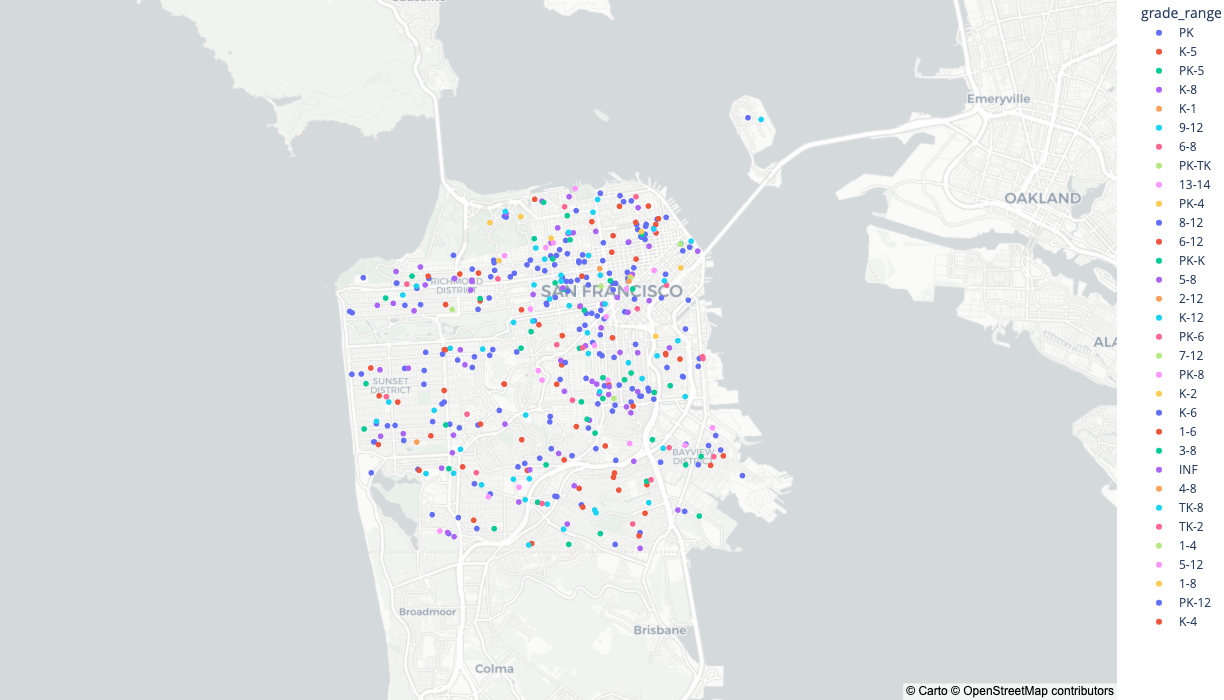 grade_range
PK
K-5
PK-5
K-8
K-1
9-12
6-8
PK-TK
13-14
PK-4
8-12
6-12
PK-K
5-8
2-12
K-12
PK-6
7-12
PK-8
K-2
K-6
1-6
3-8
INF
4-8
TK-8
TK-2
1-4
5-12
1-8
PK-12
K-4
Emeryville
OAKLAND
RICHMOND
DISTRICT
SAN FRANCISCO
ALA
SUNSET
DISTRICT
BAYVIEW
DISTRICT
Broadmoor
Brisbane
Colma
© Carto © OpenStreetMap contributors